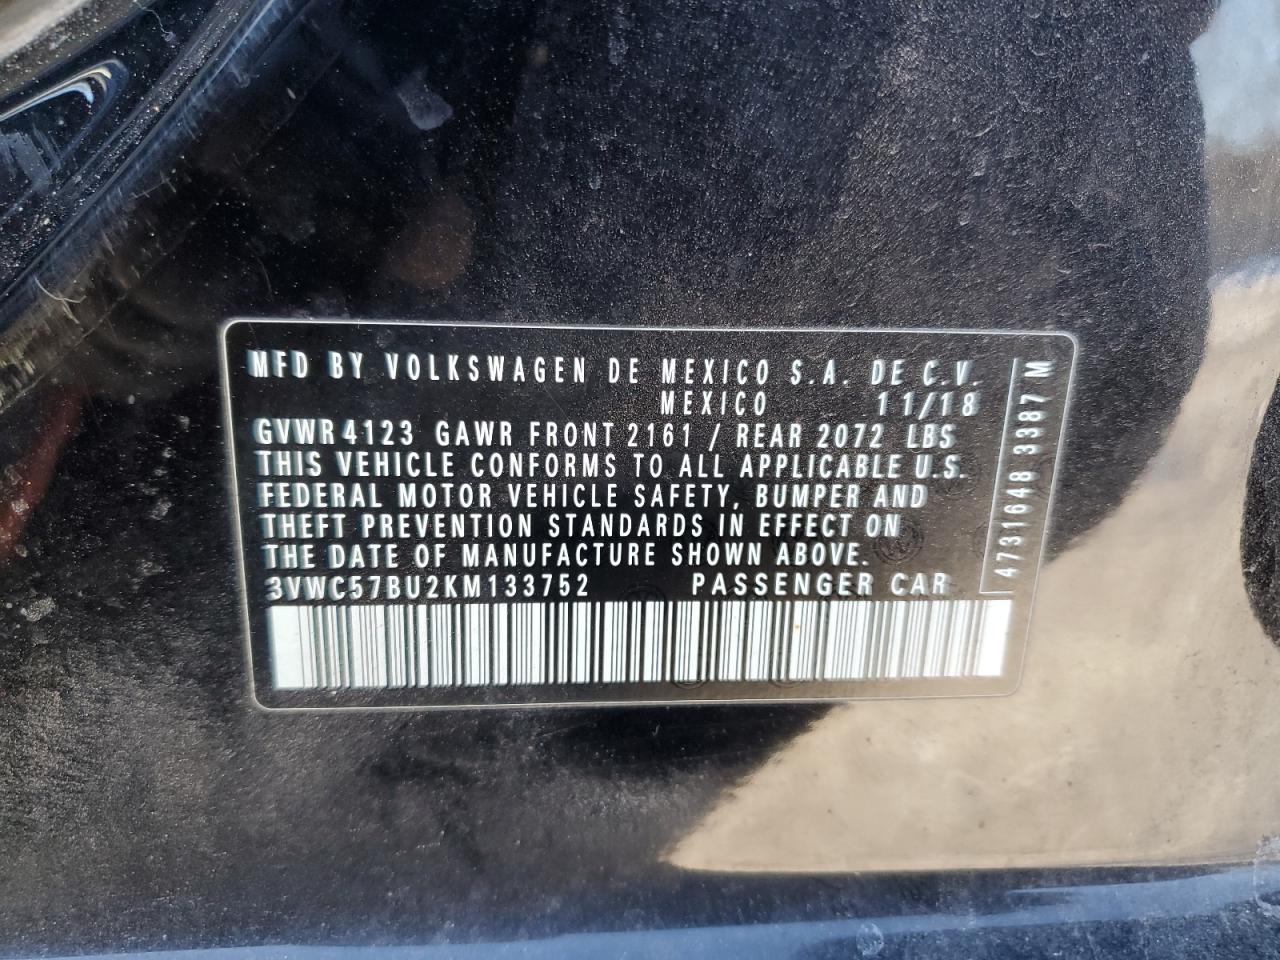 MFD BY VOLKSWAGEN DE MEXICO S.A. DE C.V.
MEXICO 11/18
GVWR 4123 GAWR FRONT 2161 / REAR 2072 LBS
THIS VEHICLE CONFORMS TO ALL APPLICABLE U.S.
FEDERAL MOTOR VEHICLE SAFETY, BUMPER AND
THEFT PREVENTION STANDARDS IN EFFECT ON
THE DATE OF MANUFACTURE SHOWN ABOVE.
3VWC57BU2KM133752 PASSENGER CAR
4731648 3387 M